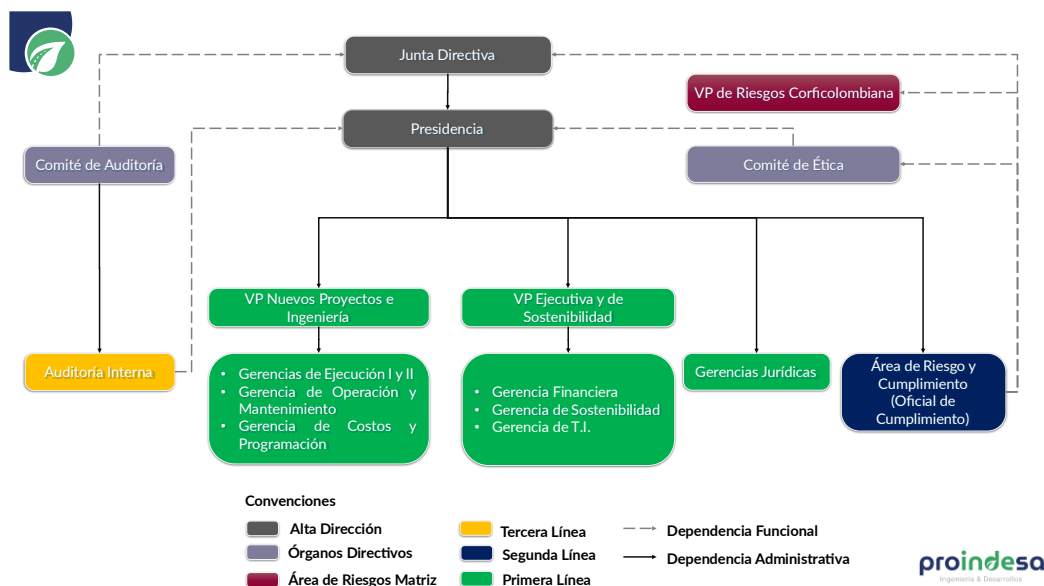 Junta Directiva
VP de Riesgos Corficolombiana
Presidencia
Comité de Auditoría
Comité de Ética
VP Nuevos Proyectos e
Ingeniería
VP Ejecutiva y de
Sostenibilidad
Auditoría Interna
• Gerencias de Ejecución I y II
• Gerencia de Operación y
Mantenimiento
• Gerencia de Costos y
Programación
• Gerencia Financiera
• Gerencia de Sostenibilidad
• Gerencia de T.I.
Gerencias Jurídicas
Área de Riesgo y
Cumplimiento
(Oficial de
Cumplimiento)
Convenciones
Alta Dirección
Órganos Directivos
Área de Riesgos Matriz
Tercera Línea
Segunda Línea
Primera Línea
Dependencia Funcional
Dependencia Administrativa
proindesa
Ingeniería & Desarrollos